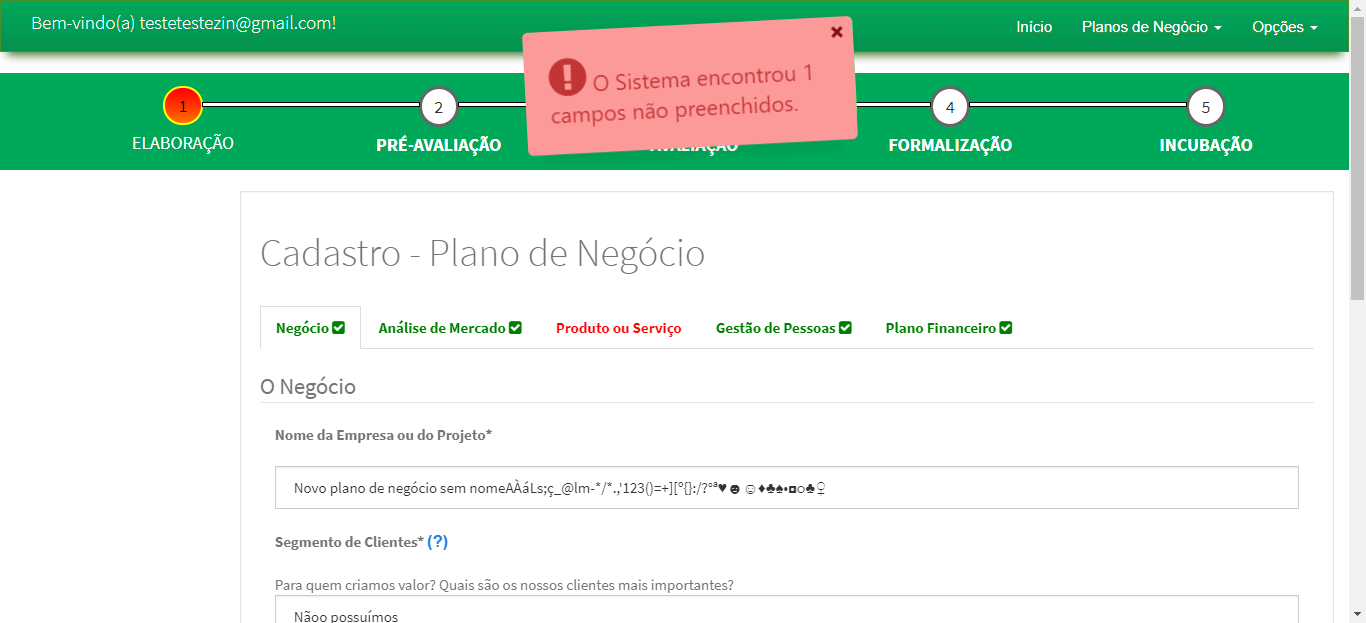 Bem-vindo(a) testetestezin@gmail.com!
Início Planos de Negócio Opções
O Sistema encontrou 1
campos não preenchidos.
1 2 4 5
ELABORAÇÃO PRÉ-AVALIAÇÃO AVALIAÇÃO FORMALIZAÇÃO INCUBAÇÃO
Cadastro - Plano de Negócio
Negócio Análise de Mercado Produto ou Serviço Gestão de Pessoas Plano Financeiro
O Negócio
Nome da Empresa ou do Projeto*
Novo plano de negócio sem nomeAÀáLs;ç_@lm-*/*.,'123()=+][º{}:/?°ª♥☻☺♦♣♠•◘○♣♀
Segmento de Clientes* (?)
Para quem criamos valor? Quais são os nossos clientes mais importantes?
Nãoo possuímos